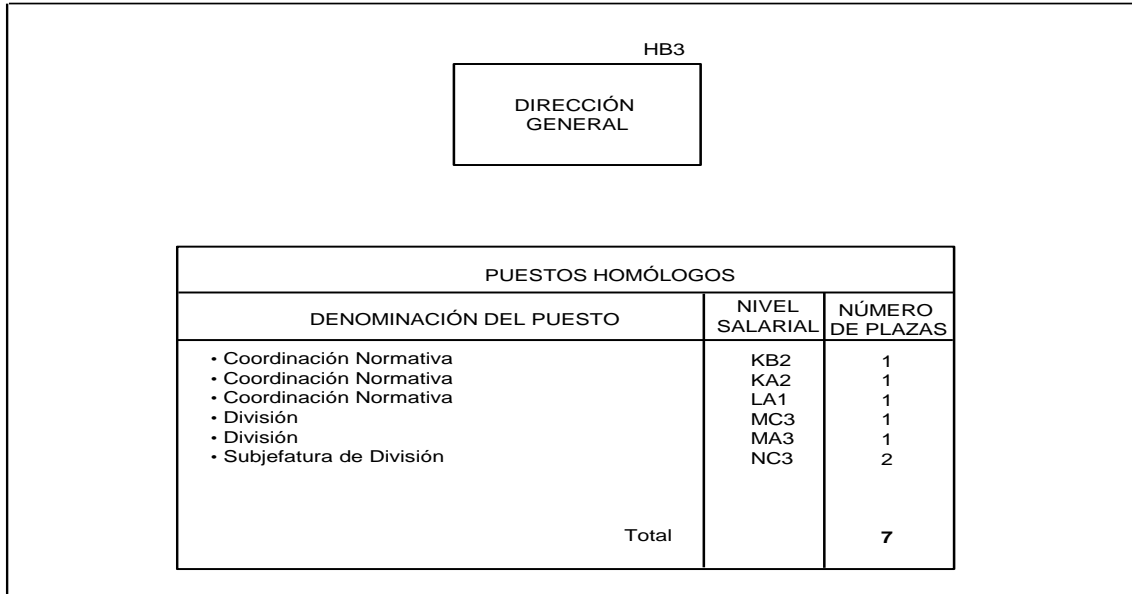 HB3
DIRECCIÓN
GENERAL
PUESTOS HOMÓLOGOS
DENOMINACIÓN DEL PUESTO
NIVEL
SALARIAL
NÚMERO
DE PLAZAS
• Coordinación Normativa KB2 1
• Coordinación Normativa KA2 1
• Coordinación Normativa LA1 1
• División MC3 1
• División MA3 1
• Subjefatura de División NC3 2
Total 7